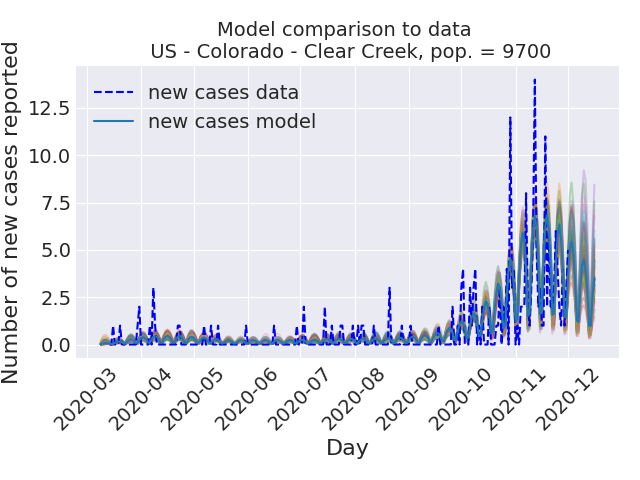 Model comparison to data
US - Colorado - Clear Creek, pop. = 9700
Number of new cases reported
12.5
10.0
7.5
5.0
2.5
0.0
new cases data
new cases model
2020-03
2020-04
2020-05
2020-06
2020-07
2020-08
2020-09
2020-10
2020-11
2020-12
Day